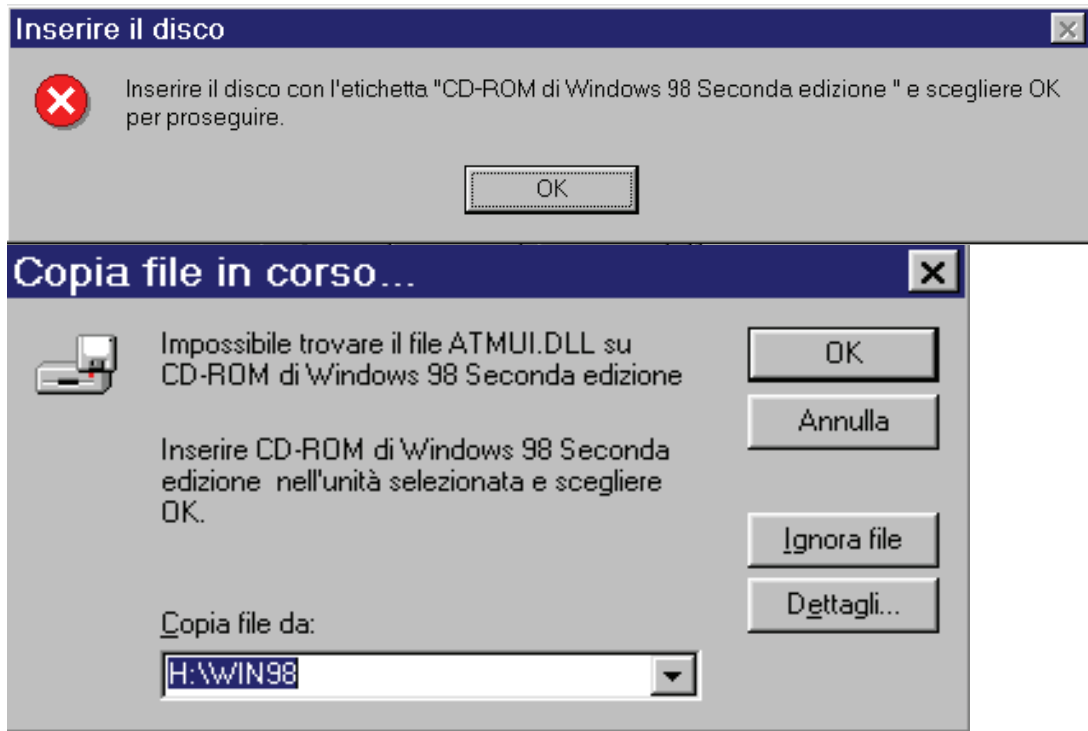 Inserire il disco
Inserire il disco con l'etichetta "CD-ROM di Windows 98 Seconda edizione " e scegliere OK
per proseguire.
OK
Copia file in corso...
Impossibile trovare il file ATMUI.DLL su
CD-ROM di Windows 98 Seconda edizione
Inserire CD-ROM di Windows 98 Seconda
edizione  nell'unità selezionata e scegliere
OK.
Copia file da:
H:\WIN98
OK
Annulla
Ignora file
Dettagli...